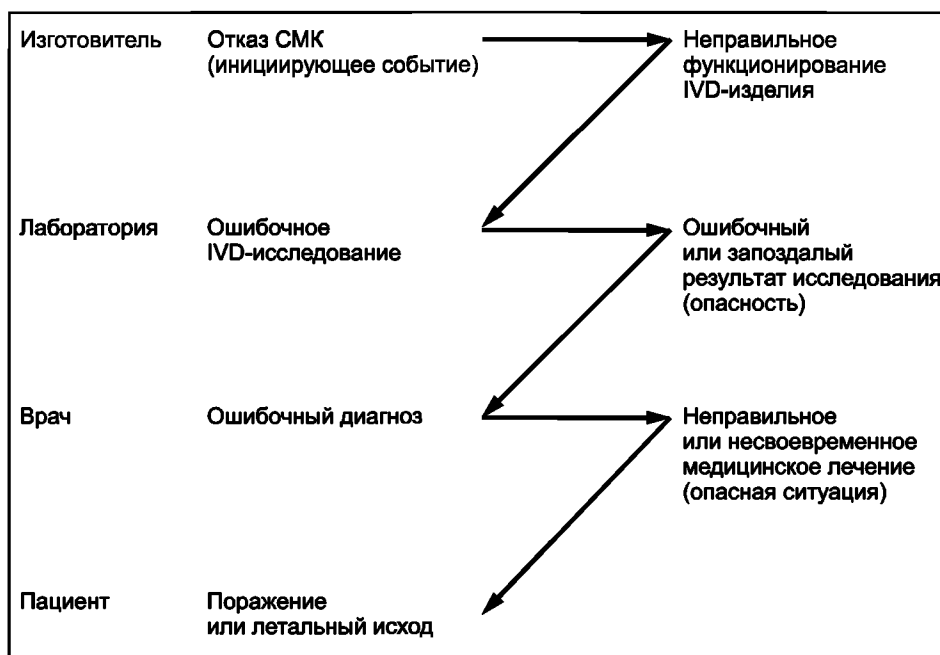 Изготовитель
Отказ СМК
(инициирующее событие)
Неправильное
функционирование
IVD-изделия
Лаборатория
Ошибочное
IVD-исследование
Ошибочный
или запоздалый
результат исследования
(опасность)
Врач
Ошибочный диагноз
Неправильное
или несвоевременное
медицинское лечение
(опасная ситуация)
Пациент
Поражение
или летальный исход